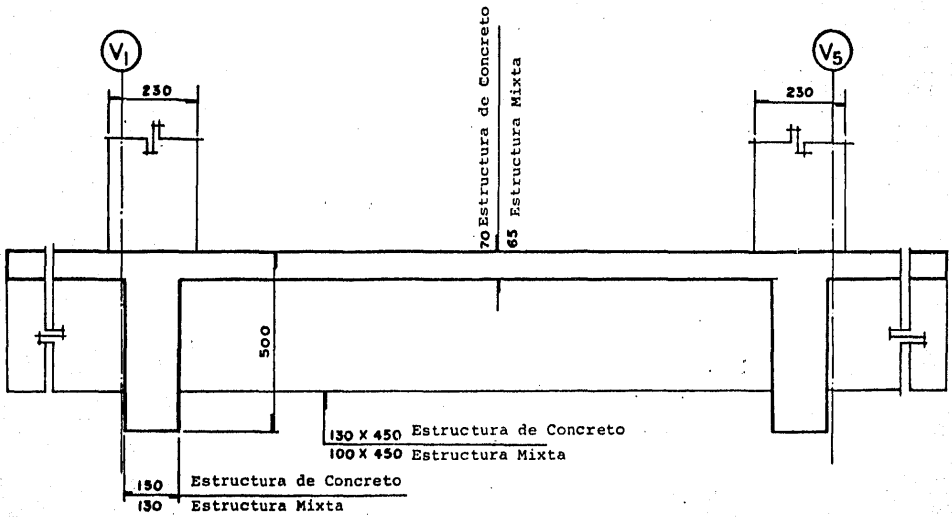 V1
V5
230
230
70 Estructura de Concreto
65 Estructura Mixta
500
130 X 450 Estructura de Concreto
100 X 450 Estructura Mixta
150 Estructura de Concreto
130 Estructura Mixta